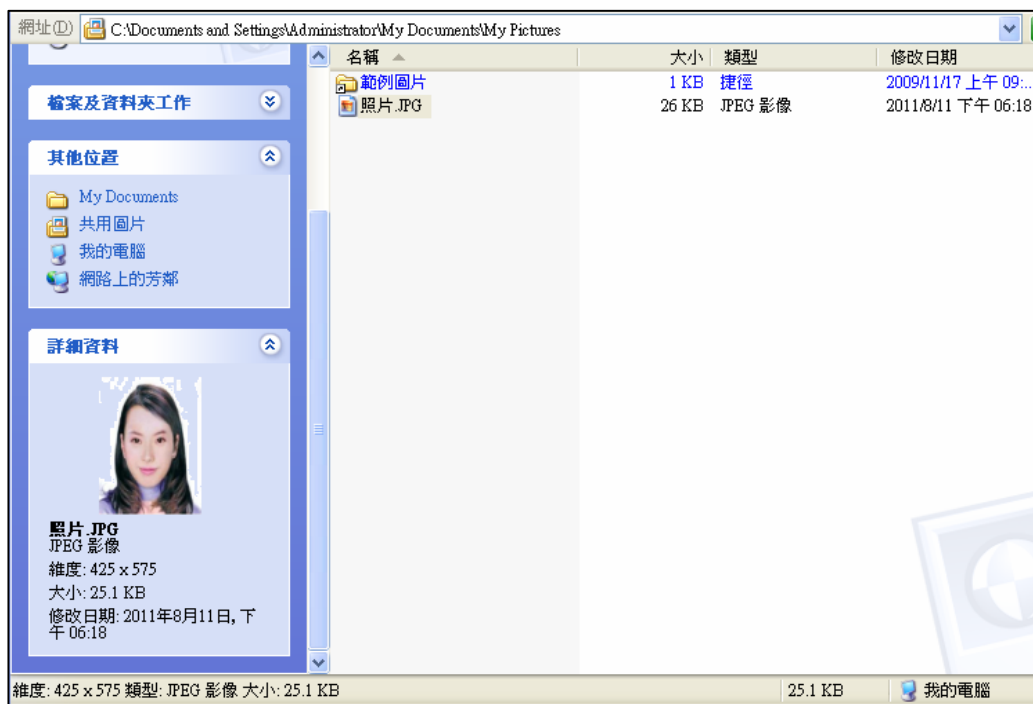 網址(D) C:\Documents and Settings\Administrator\My Documents\My Pictures
名稱 大小 類型 修改日期
範例圖片 1 KB 捷徑 2009/11/17 上午 09:...
照片.JPG 26 KB JPEG 影像 2011/8/11 下午 06:18
檔案及資料夾工作
其他位置
My Documents
共用圖片
我的電腦
網路上的芳鄰
詳細資料
照片.JPG
JPEG 影像
維度: 425 x 575
大小: 25.1 KB
修改日期: 2011年8月11日, 下
午 06:18
維度: 425 x 575 類型: JPEG 影像 大小: 25.1 KB 25.1 KB 我的電腦